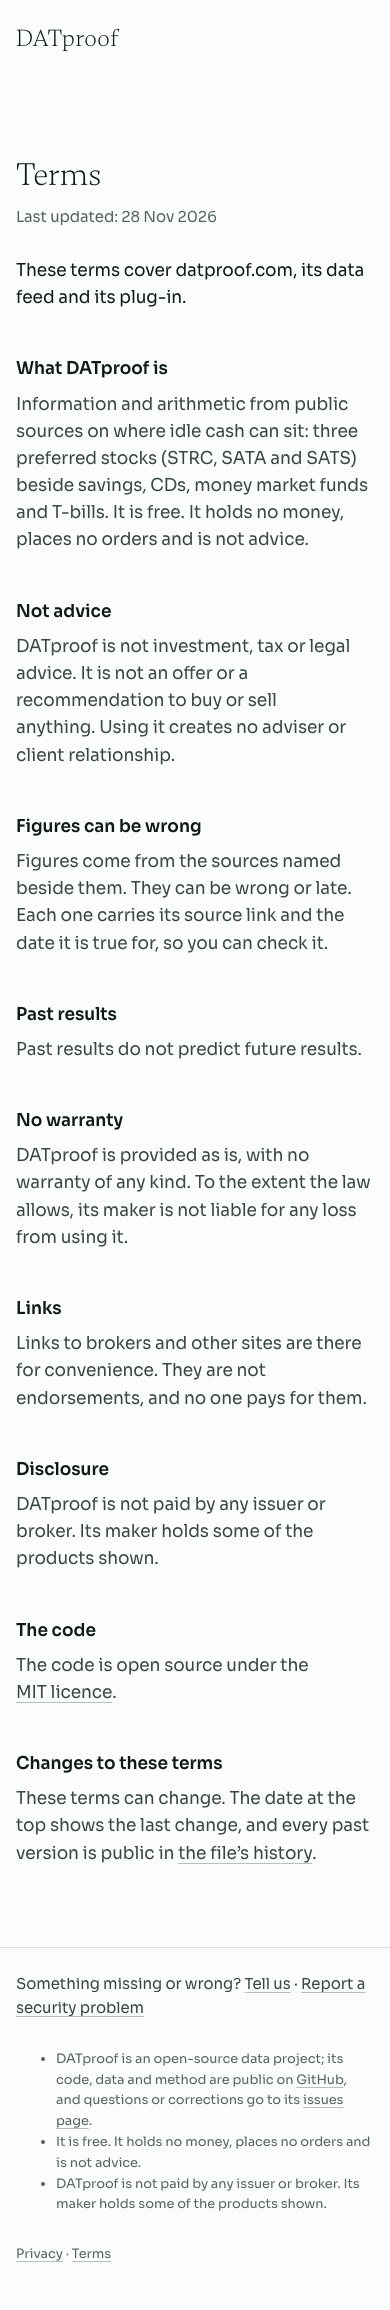 DATproof
Terms
Last updated: 28 Nov 2026
These terms cover datproof.com, its data
feed and its plug-in.
What DATproof is
Information and arithmetic from public
sources on where idle cash can sit: three
preferred stocks (STRC, SATA and SATS)
beside savings, CDs, money market funds
and T-bills. It is free. It holds no money,
places no orders and is not advice.
Not advice
DATproof is not investment, tax or legal
advice. It is not an offer or a
recommendation to buy or sell
anything. Using it creates no adviser or
client relationship.
Figures can be wrong
Figures come from the sources named
beside them. They can be wrong or late.
Each one carries its source link and the
date it is true for, so you can check it.
Past results
Past results do not predict future results.
No warranty
DATproof is provided as is, with no
warranty of any kind. To the extent the law
allows, its maker is not liable for any loss
from using it.
Links
Links to brokers and other sites are there
for convenience. They are not
endorsements, and no one pays for them.
Disclosure
DATproof is not paid by any issuer or
broker. Its maker holds some of the
products shown.
The code
The code is open source under the
MIT licence.
Changes to these terms
These terms can change. The date at the
top shows the last change, and every past
version is public in the file’s history.
Something missing or wrong? Tell us · Report a
security problem
• DATproof is an open-source data project; its
code, data and method are public on GitHub,
and questions or corrections go to its issues
page.
• It is free. It holds no money, places no orders and
is not advice.
• DATproof is not paid by any issuer or broker. Its
maker holds some of the products shown.
Privacy · Terms